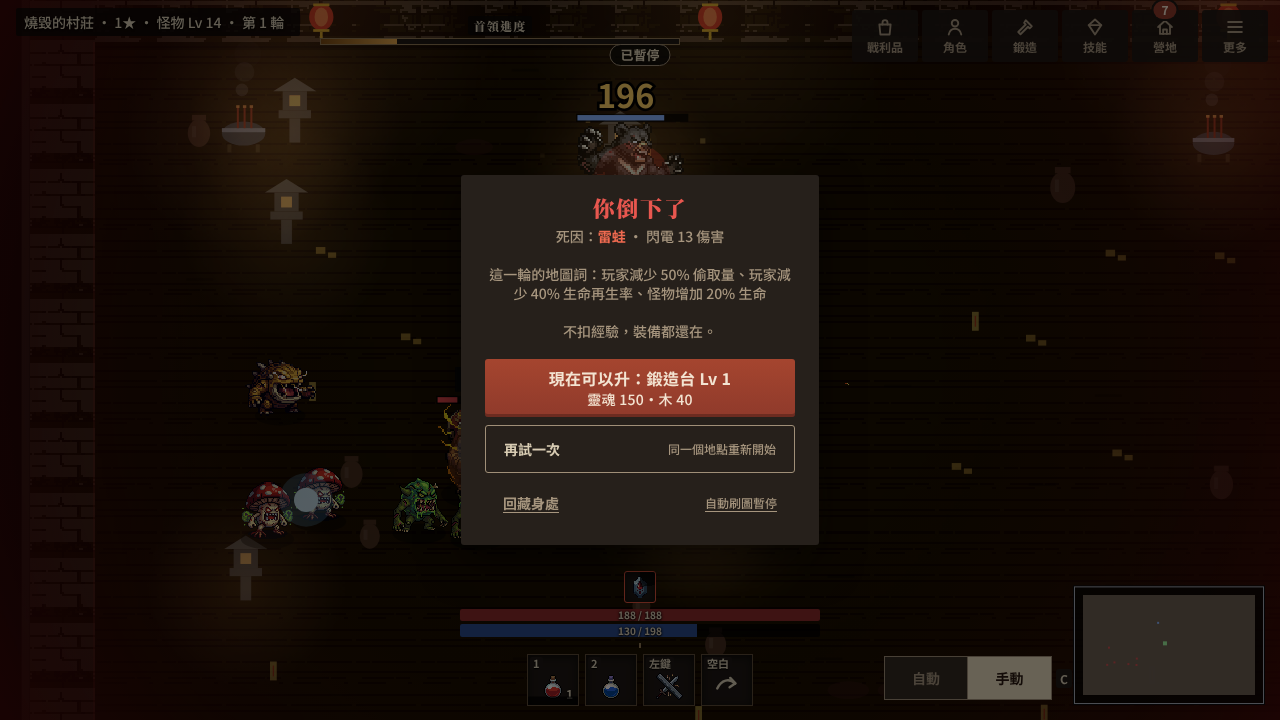 燒毀的村莊 · 1★ · 怪物 Lv 14 · 第 1 輪
首領進度
已暫停
戰利品
角色
鍛造
技能
7
營地
更多
196
你倒下了
死因：雷蛙 · 閃電 13 傷害
這一輪的地圖詞：玩家減少 50% 偷取量、玩家減
少 40% 生命再生率、怪物增加 20% 生命
不扣經驗，裝備都還在。
現在可以升：鍛造台 Lv 1
靈魂 150 · 木 40
再試一次
同一個地點重新開始
回藏身處
自動刷圖暫停
188 / 188
130 / 198
1
1
2
左鍵
空白
自動
手動
C